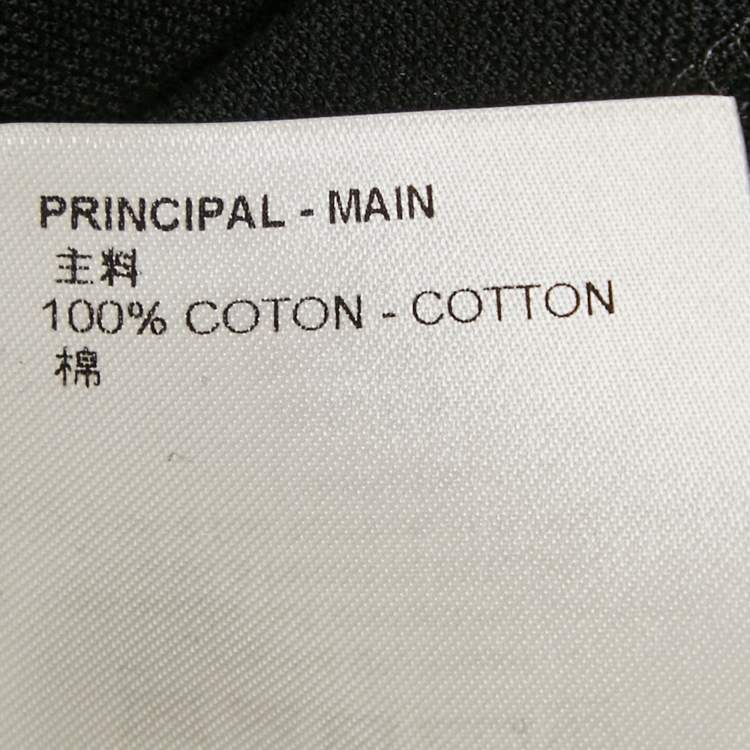 PRINCIPAL - MAIN
主料
100% COTON - COTTON
棉